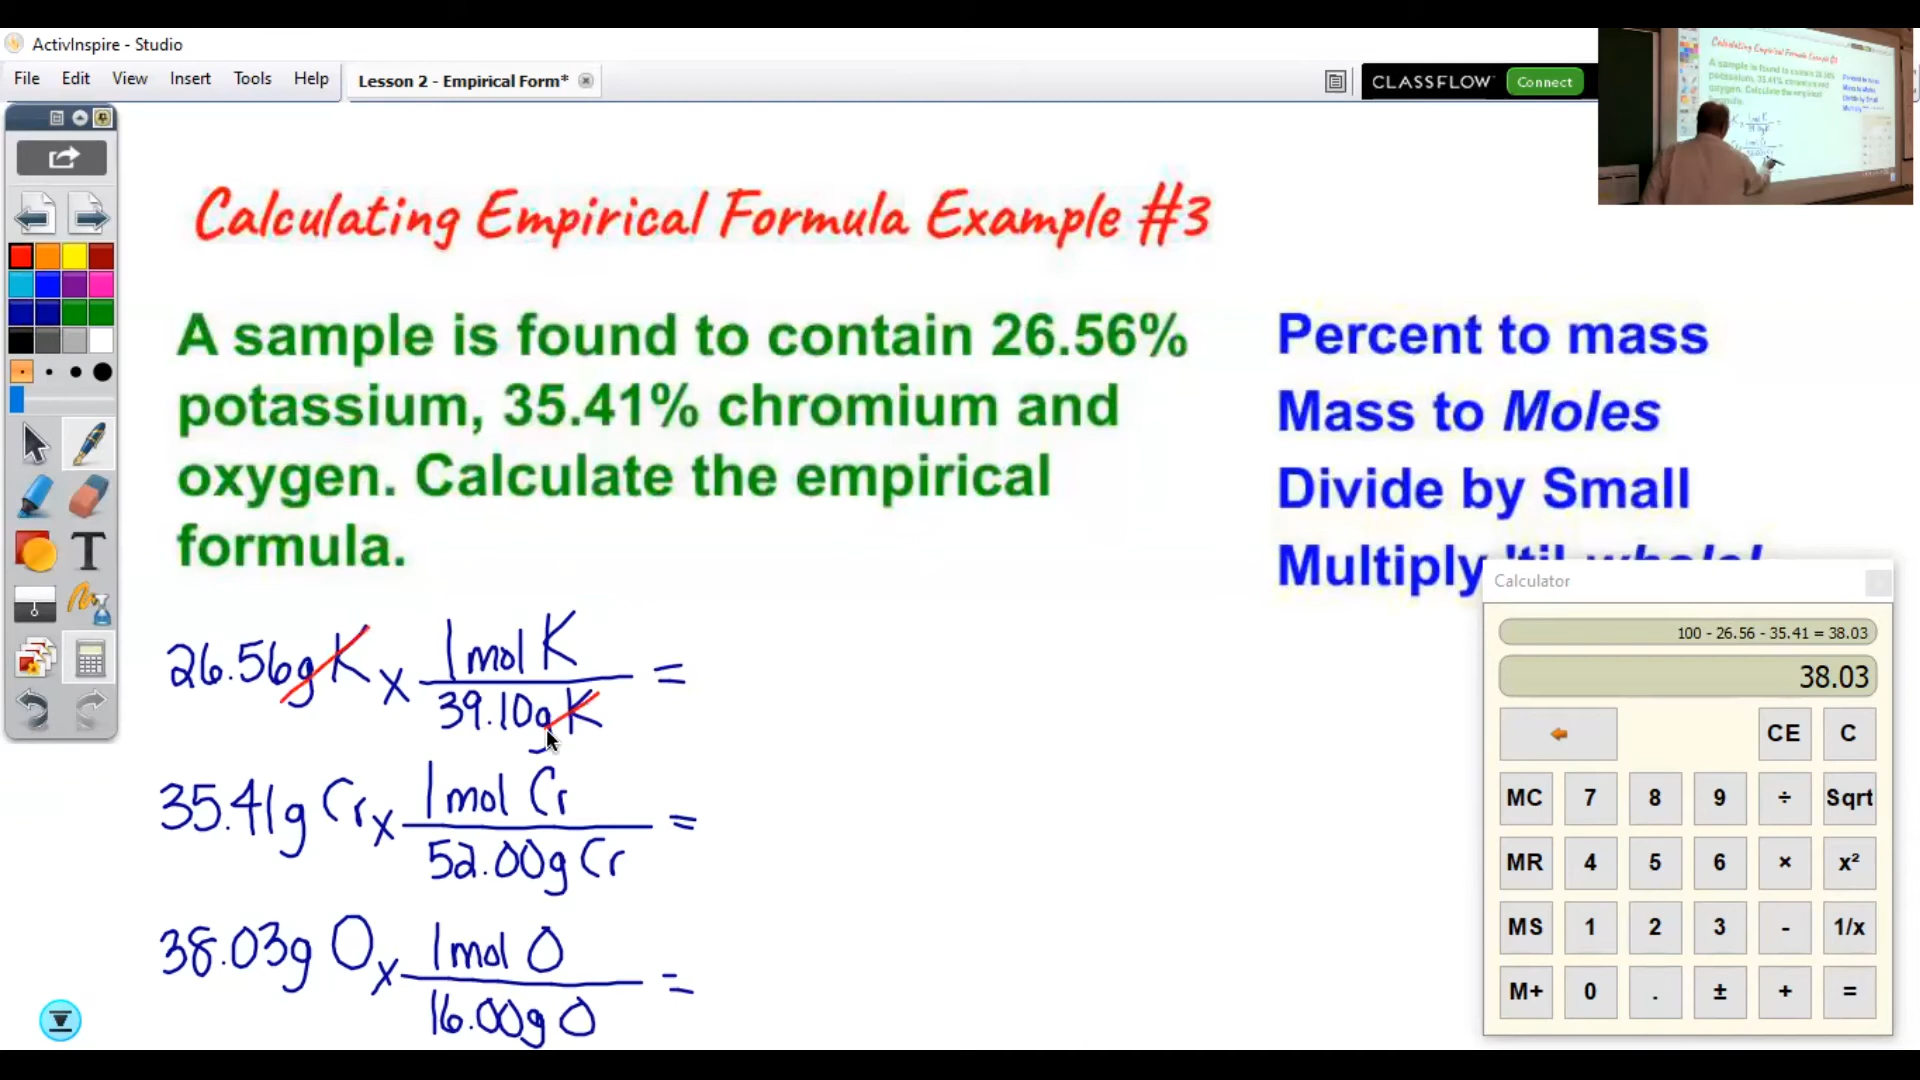 ActivInspire - Studio
File Edit View Insert Tools Help
Lesson 2 - Empirical Form*
CLASSFLOW Connect
Calculating Empirical Formula Example #3
A sample is found to contain 26.56%
potassium, 35.41% chromium and
oxygen. Calculate the empirical
formula.
Percent to mass
Mass to Moles
Divide by Small
Multiply 'til whole!
26.56g K x 1 mol K =
39.10g K
35.41g Cr x 1 mol Cr =
52.00g Cr
38.03g O x 1 mol O =
16.00g O
T
Calculator
100 - 26.56 - 35.41 = 38.03
38.03
CE C
MC 7 8 9 ÷ Sqrt
MR 4 5 6 × x²
MS 1 2 3 - 1/x
M+ 0 . ± + =